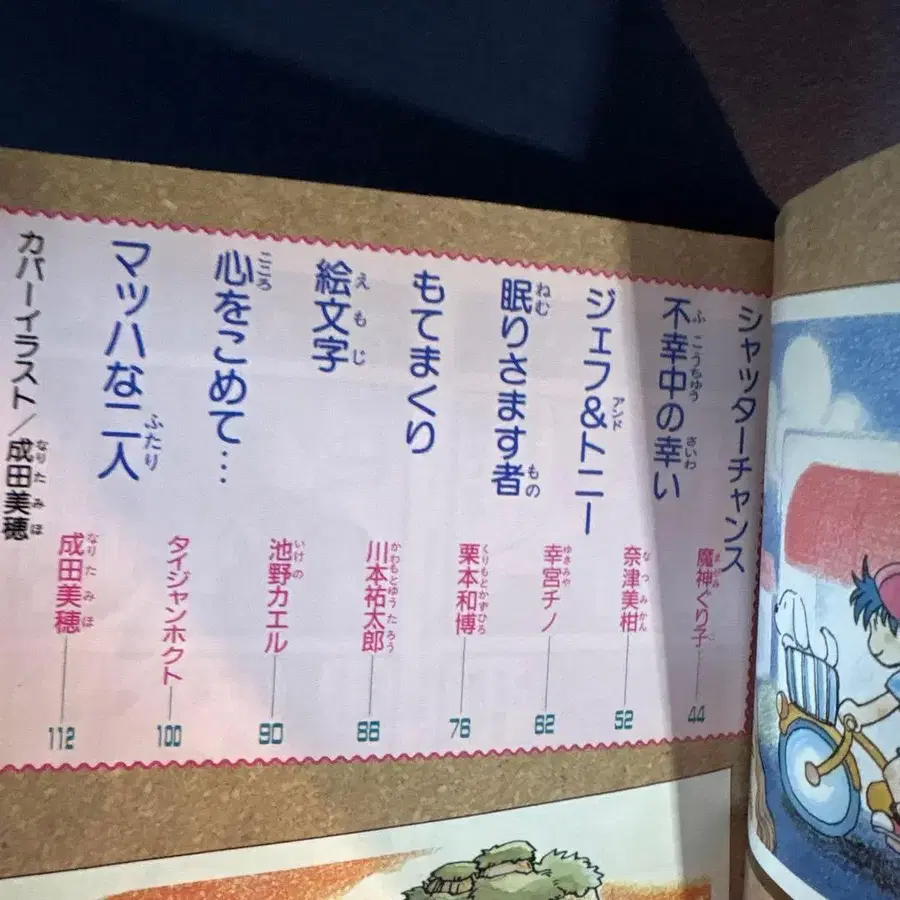 シャッターチャンス
魔神ぐり子 44
不幸中の幸い
奈津美柑 52
ジェフ&トニー
幸宮チノ 62
眠りさます者
栗本和博 76
もてまくり
川本祐太郎 88
絵文字
池野カエル 90
心をこめて…
タイジャンホクト 100
マッハな二人
成田美穂 112
カバーイラスト/成田美穂